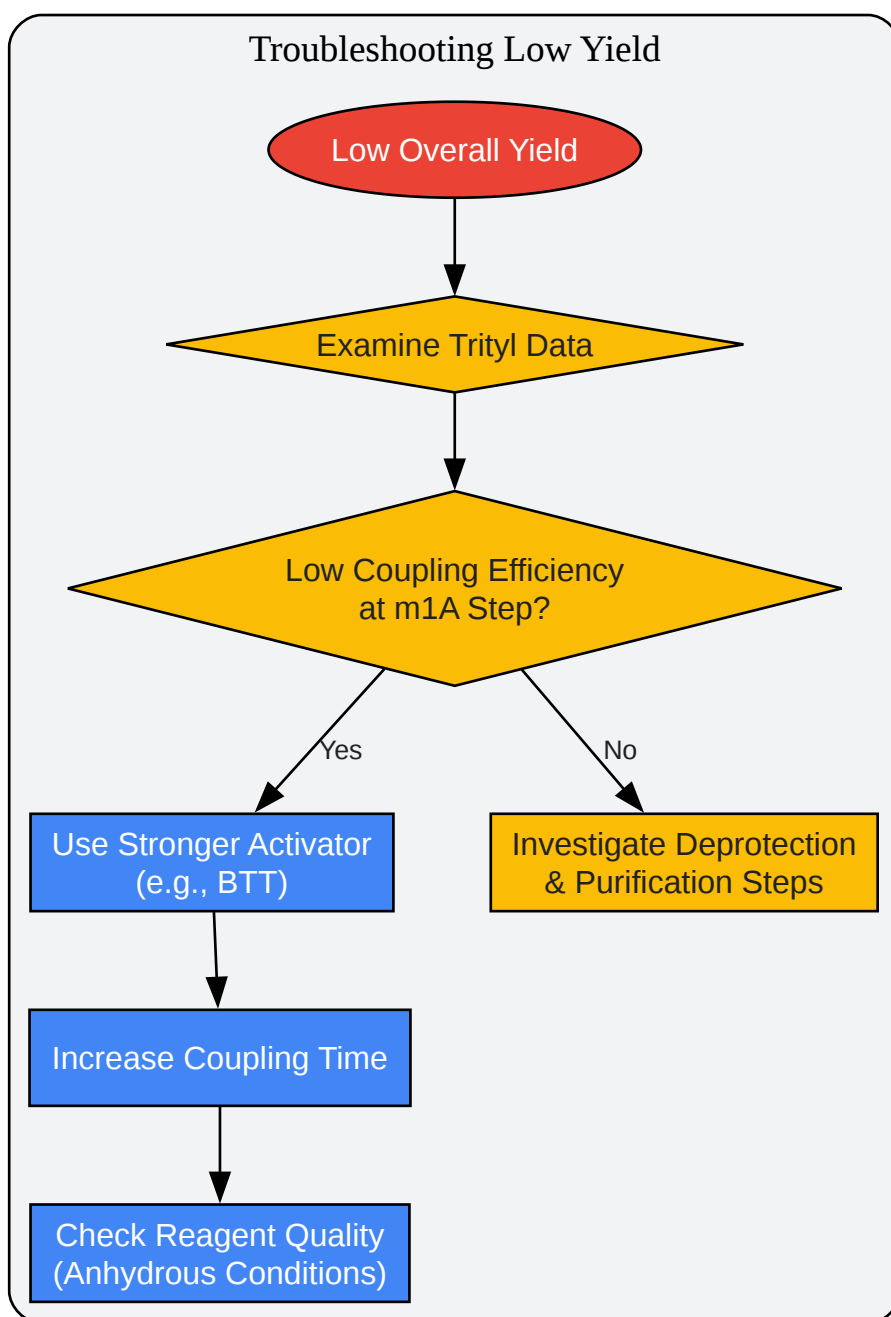 Troubleshooting Low Yield
Low Overall Yield
Examine Trityl Data
Low Coupling Efficiency
at m1A Step?
Yes
No
Use Stronger Activator
(e.g., BTT)
Investigate Deprotection
& Purification Steps
Increase Coupling Time
Check Reagent Quality
(Anhydrous Conditions)